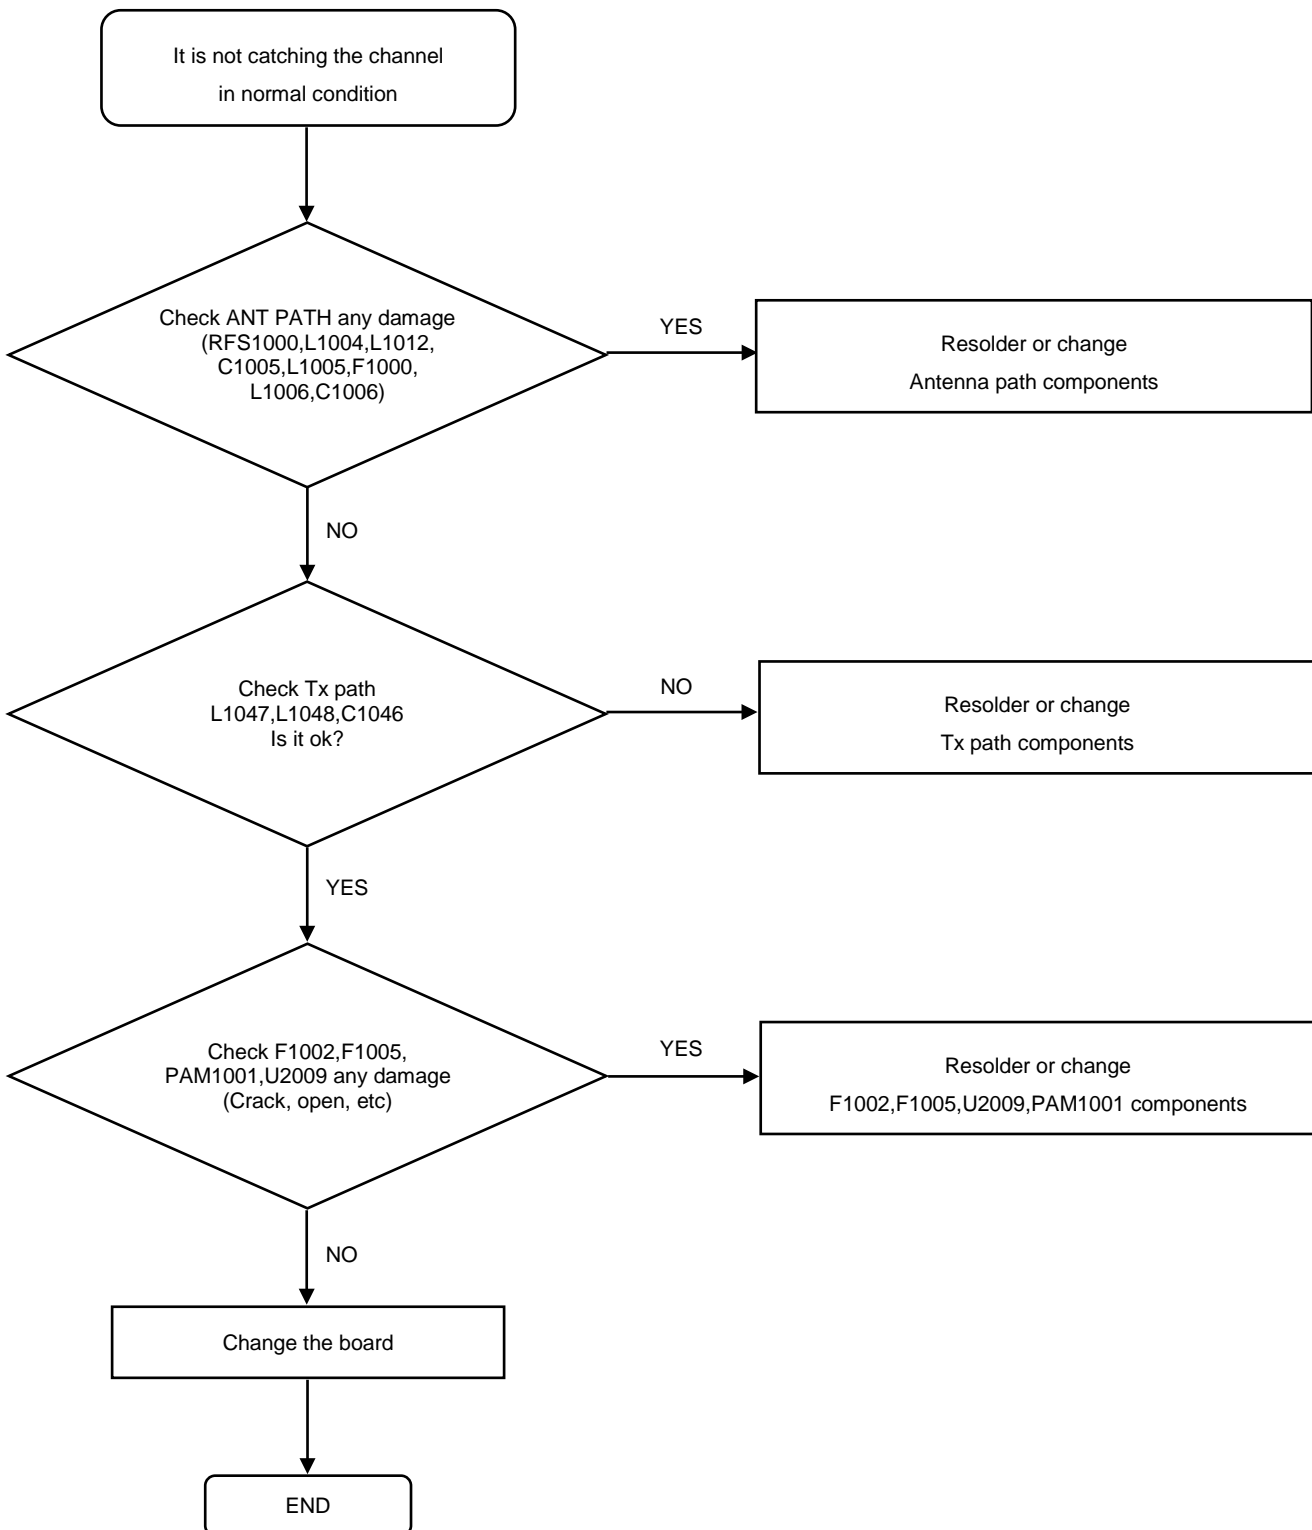 It is not catching the channel
in normal condition
Check ANT PATH any damage
(RFS1000,L1004,L1012,
C1005,L1005,F1000,
L1006,C1006)
YES
Resolder or change
Antenna path components
NO
Check Tx path
L1047,L1048,C1046
Is it ok?
NO
Resolder or change
Tx path components
YES
Check F1002,F1005,
PAM1001,U2009 any damage
(Crack, open, etc)
YES
Resolder or change
F1002,F1005,U2009,PAM1001 components
NO
Change the board
END